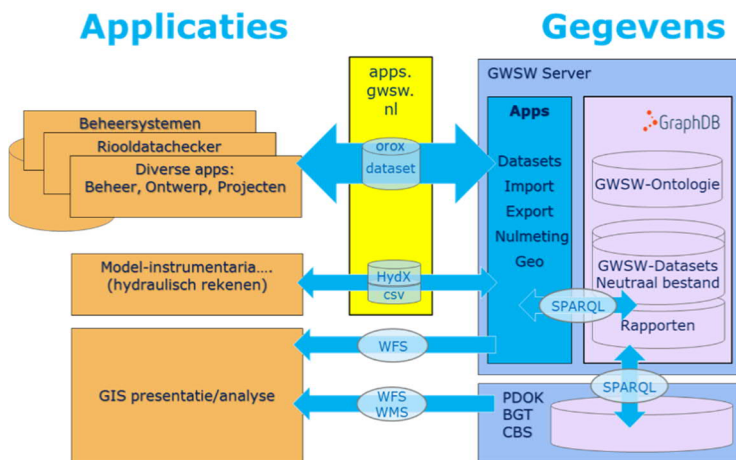 Applicaties
Gegevens
Beheersystemen
Riooldatachecker
Diverse apps:
Beheer, Ontwerp, Projecten
Model-instrumentaria....
(hydraulisch rekenen)
GIS presentatie/analyse
apps.
gwsw.
nl
orox
dataset
HydX
csv
WFS
WFS
WMS
GWSW Server
Apps
Datasets
Import
Export
Nulmeting
Geo
GraphDB
GWSW-Ontologie
GWSW-Datasets
Neutraal bestand
SPARQL
Rapporten
SPARQL
PDOK
BGT
CBS